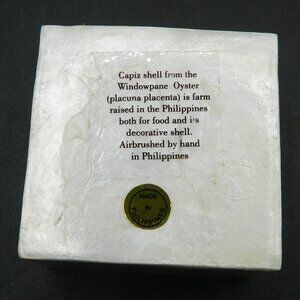 Capiz shell from the
Windowpane Oyster
(placuna placenta) is farm
raised in the Philippines
both for food and its
decorative shell.
Airbrushed by hand
in Philippines
MADE
IN
PHILIPPINES